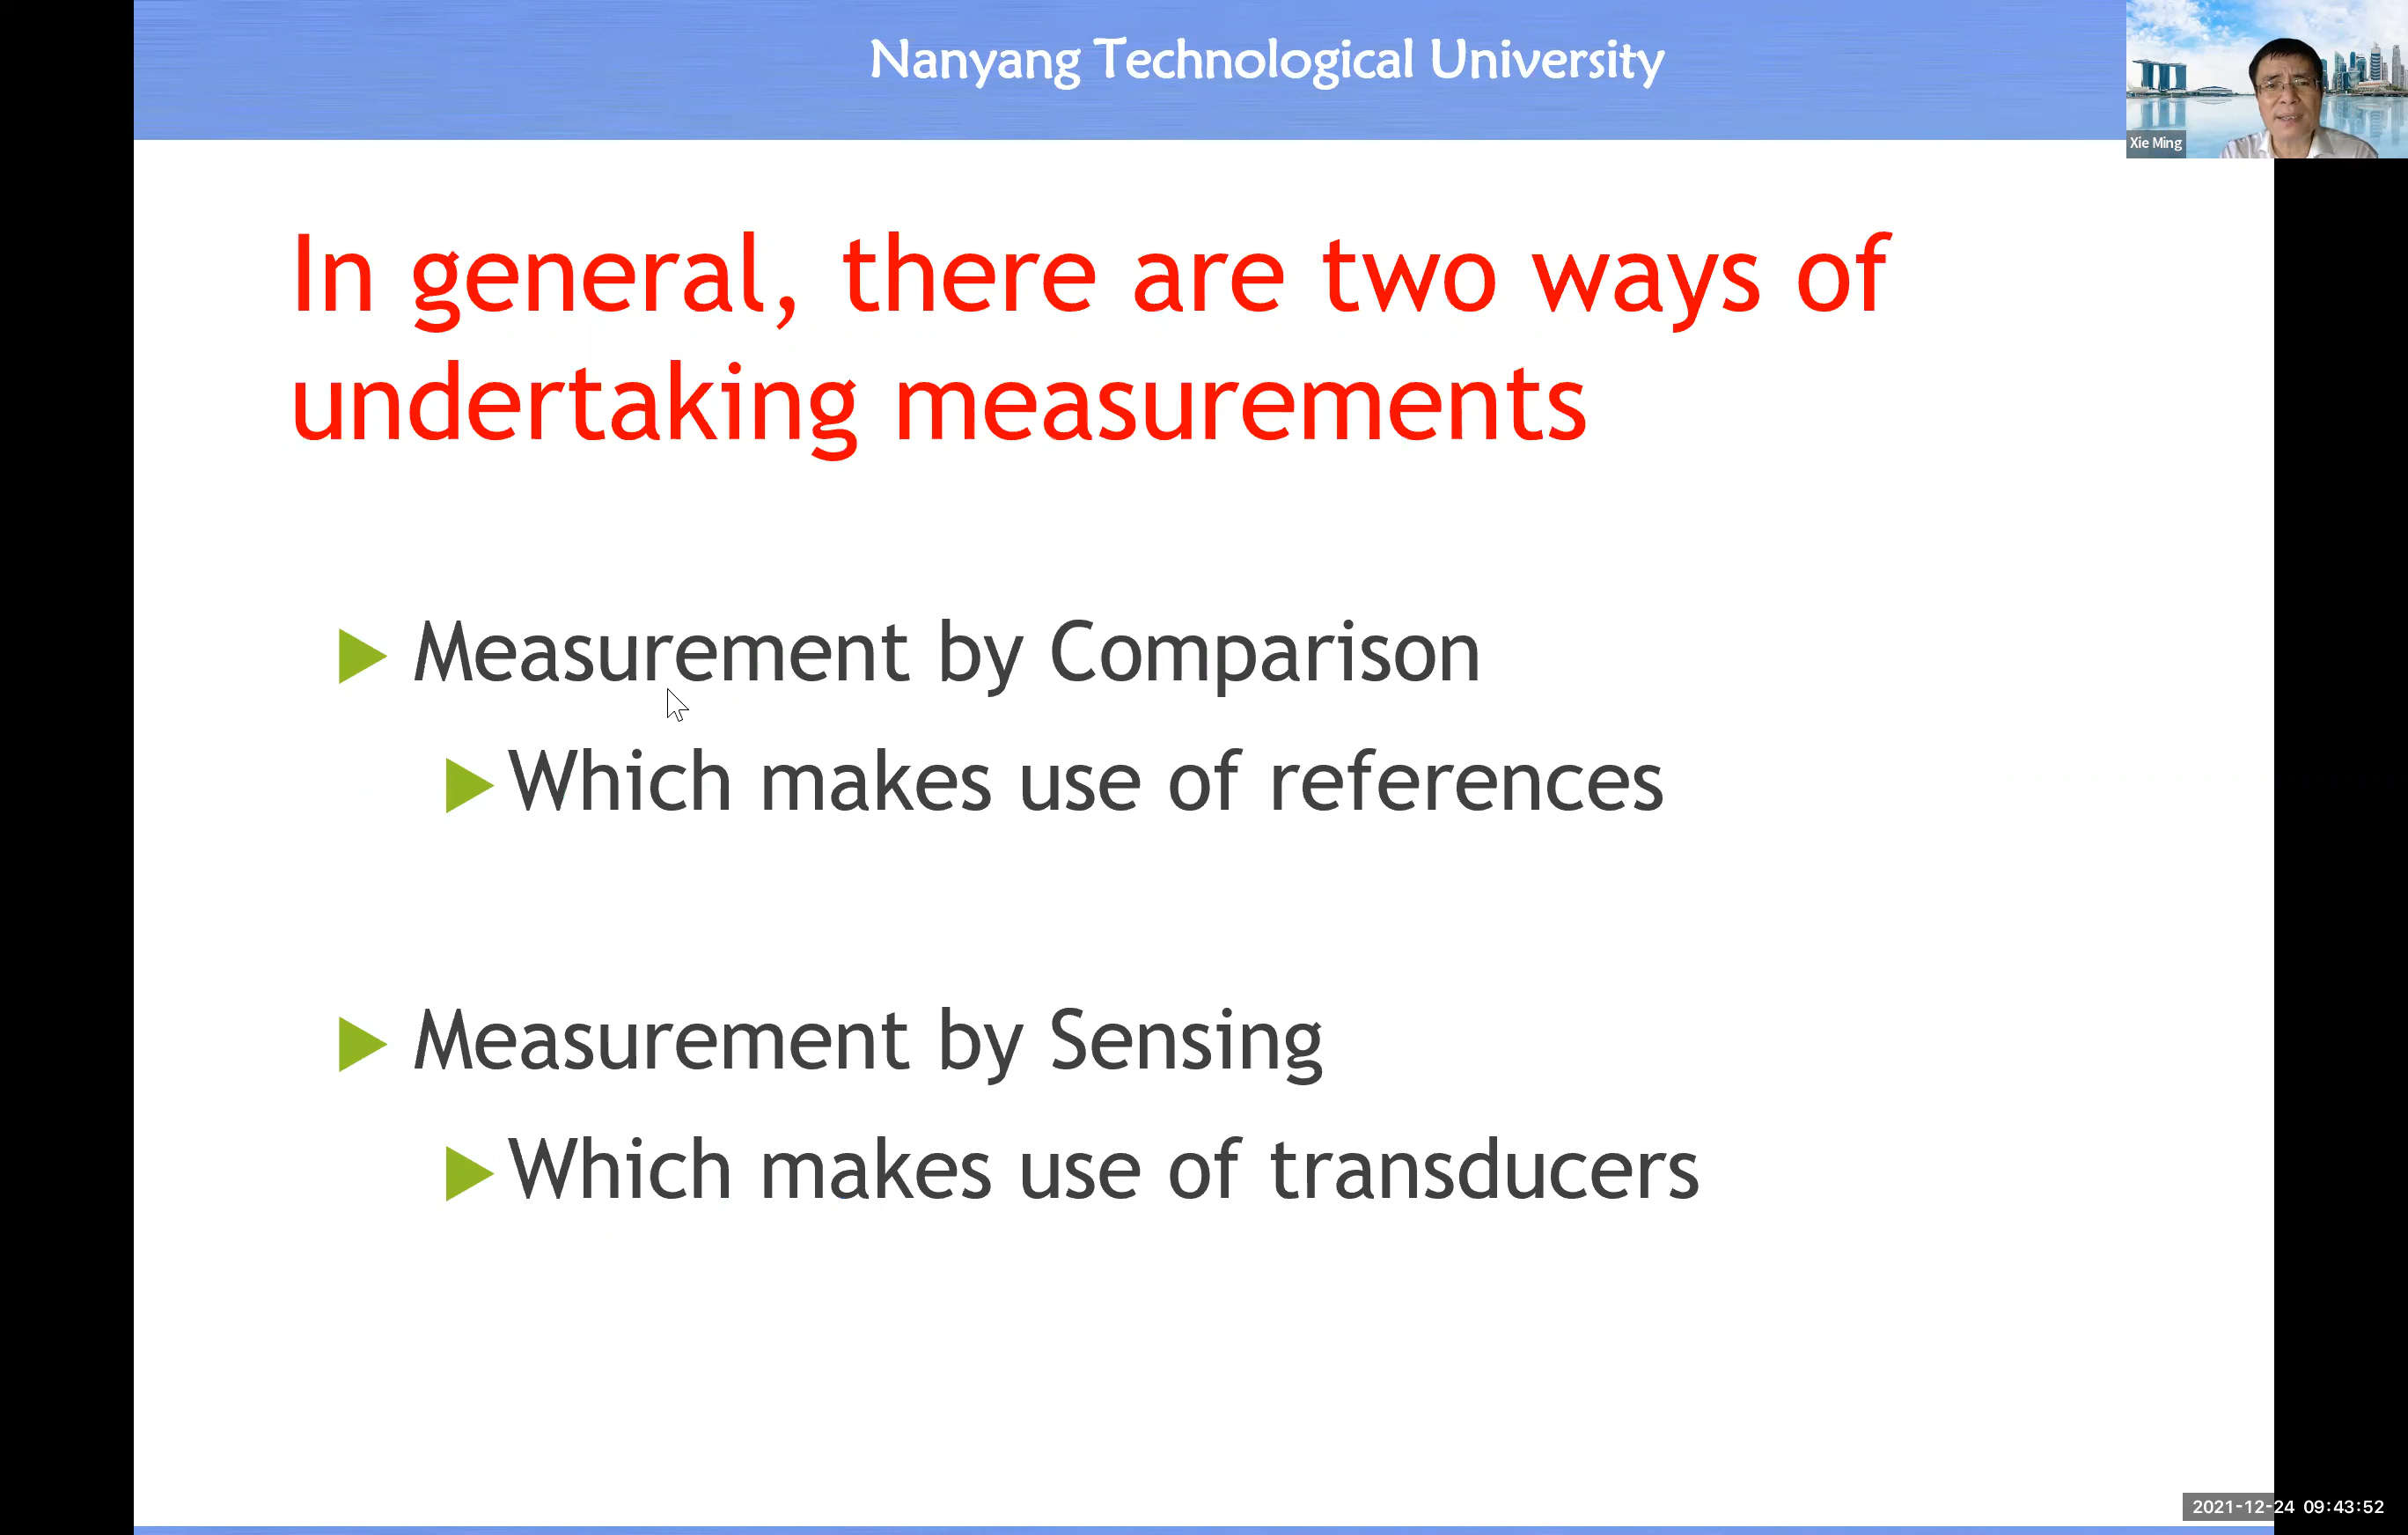 Nanyang Technological University
Xie Ming
In general, there are two ways of
undertaking measurements
Measurement by Comparison
Which makes use of references
Measurement by Sensing
Which makes use of transducers
2021-12-24 09:43:52